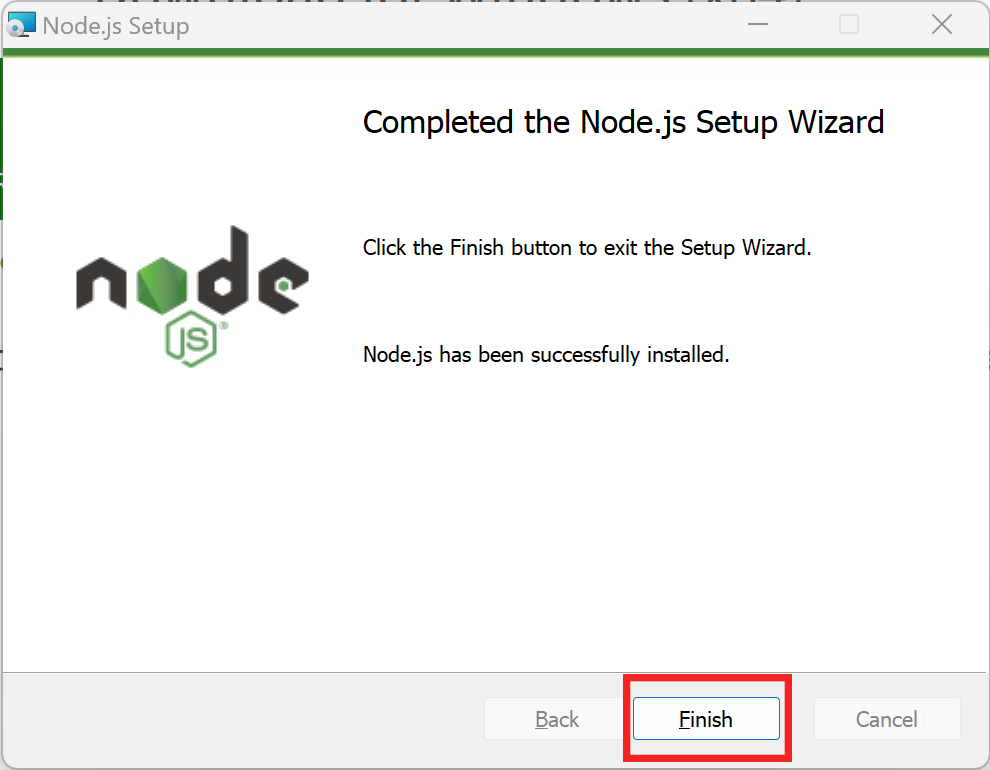 Node.js Setup
Completed the Node.js Setup Wizard
Click the Finish button to exit the Setup Wizard.
node
JS®
Node.js has been successfully installed.
Back
Finish
Cancel